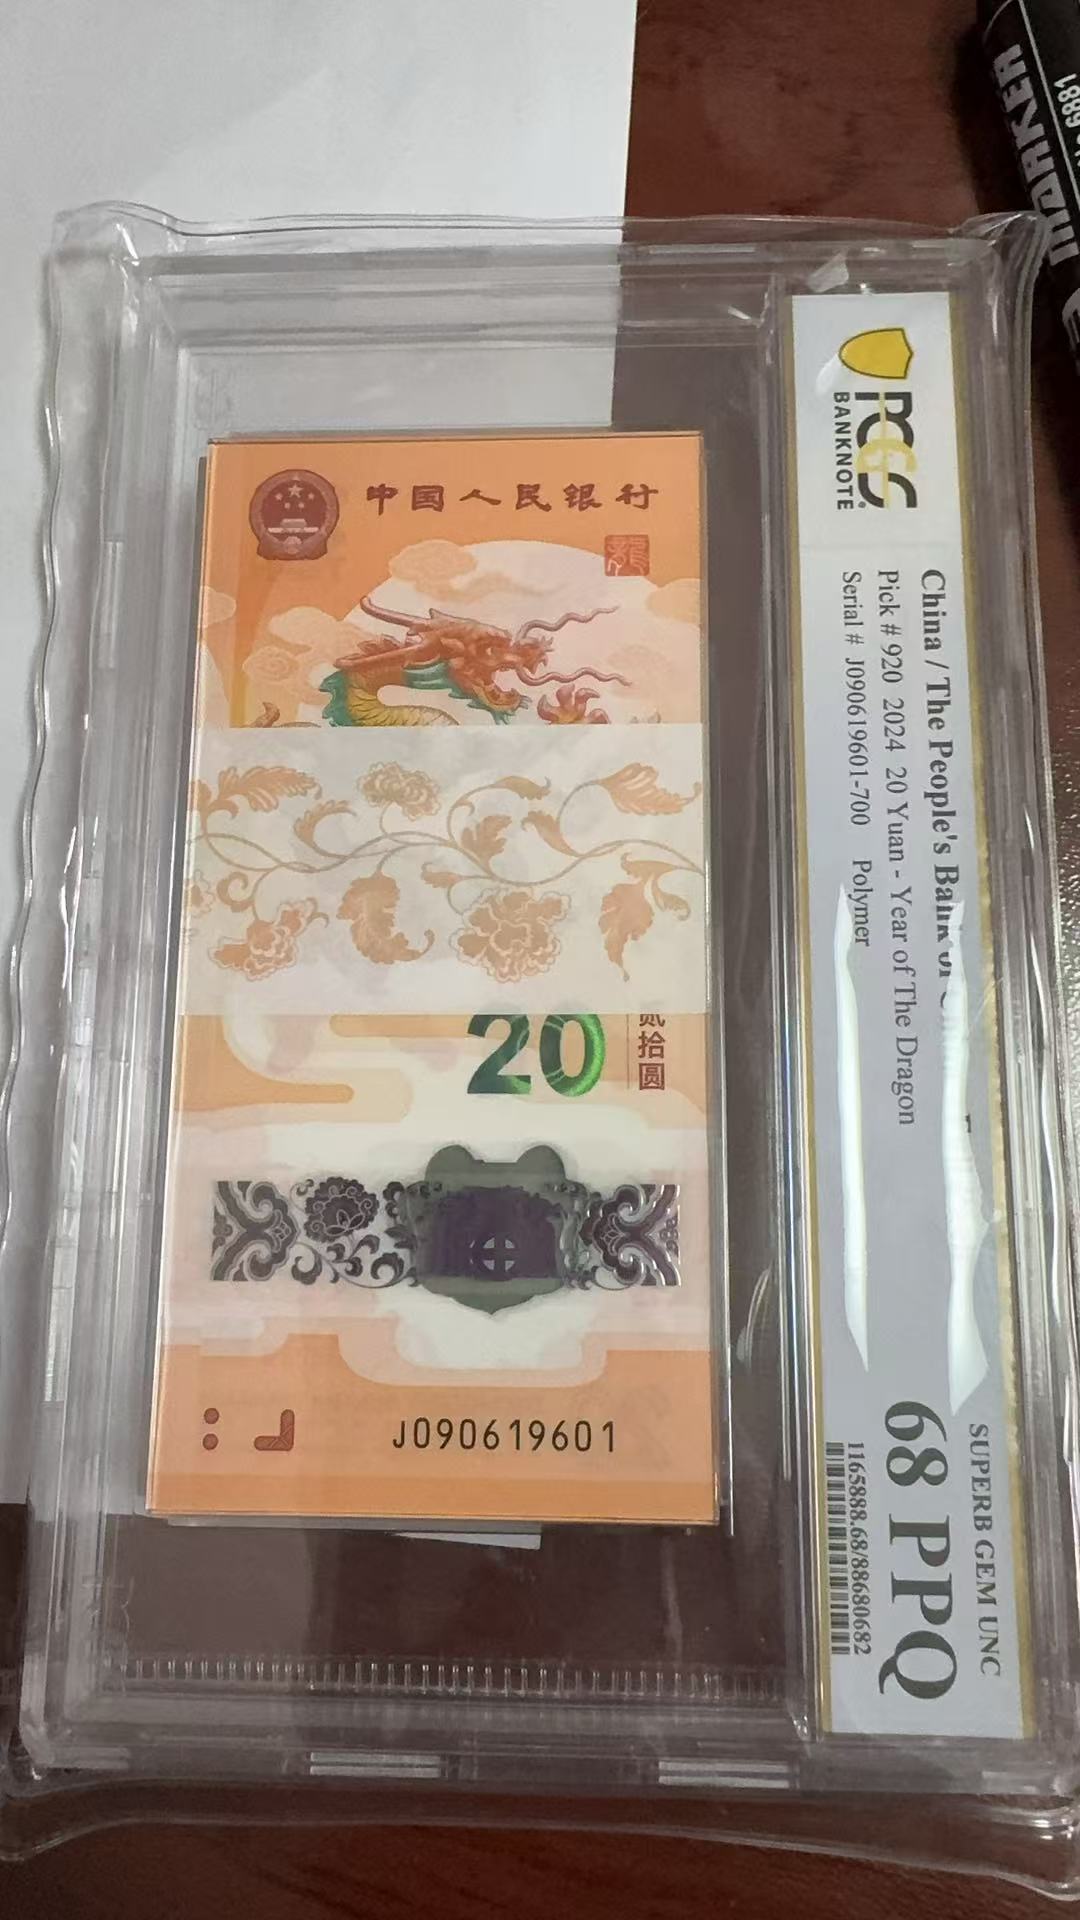 MARKER
6881
PCGS
BANKNOTE
China / The People's Bank of
Pick # 920 2024 20 Yuan - Year of The Dragon
Serial # J090619601-700 Polymer
SUPERB GEM UNC
68 PPQ
1165888.68/88680682
中国人民银行
龍
20
贰拾圆
J090619601